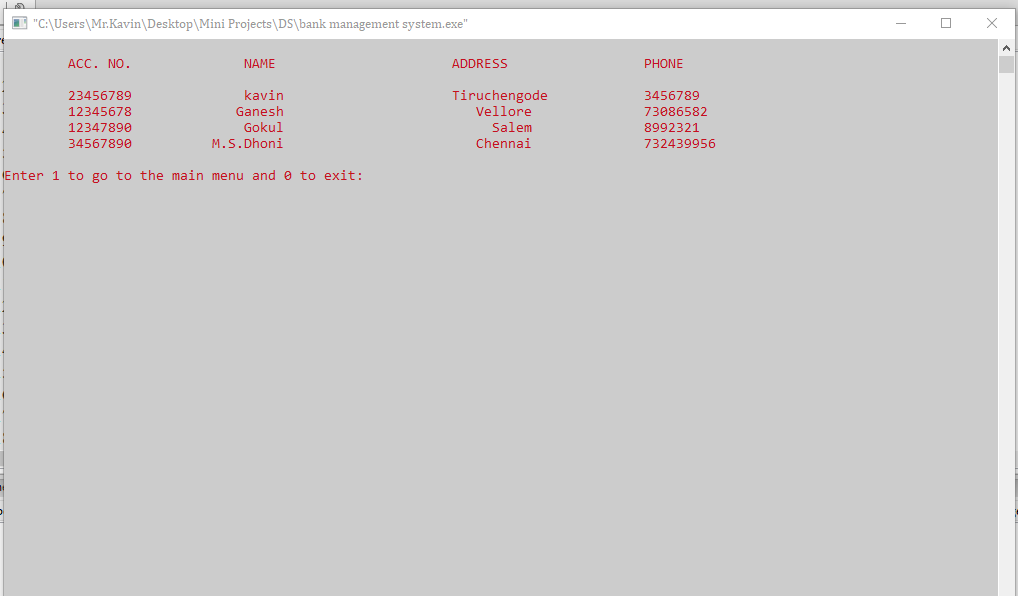 "C:\Users\Mr.Kavin\Desktop\Mini Projects\DS\bank management system.exe"
ACC. NO. NAME ADDRESS PHONE
23456789 kavin Tiruchengode 3456789
12345678 Ganesh Vellore 73086582
12347890 Gokul Salem 8992321
34567890 M.S.Dhoni Chennai 732439956
Enter 1 to go to the main menu and 0 to exit: